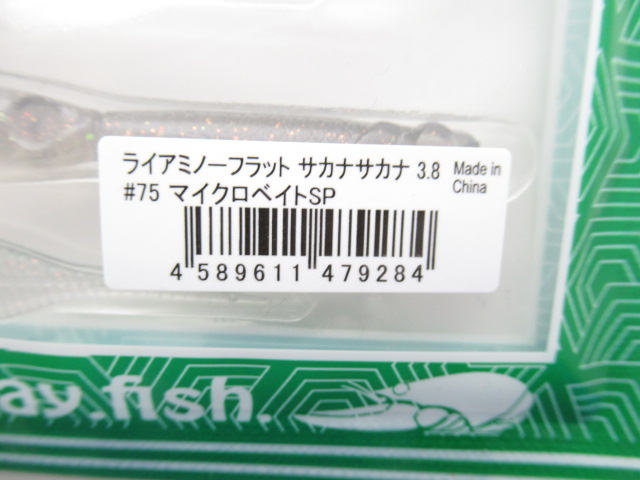 ライアミノーフラット サカナサカナ 3.8 Made in China
#75 マイクロベイトSP
4 589611 479284
ay.fish.